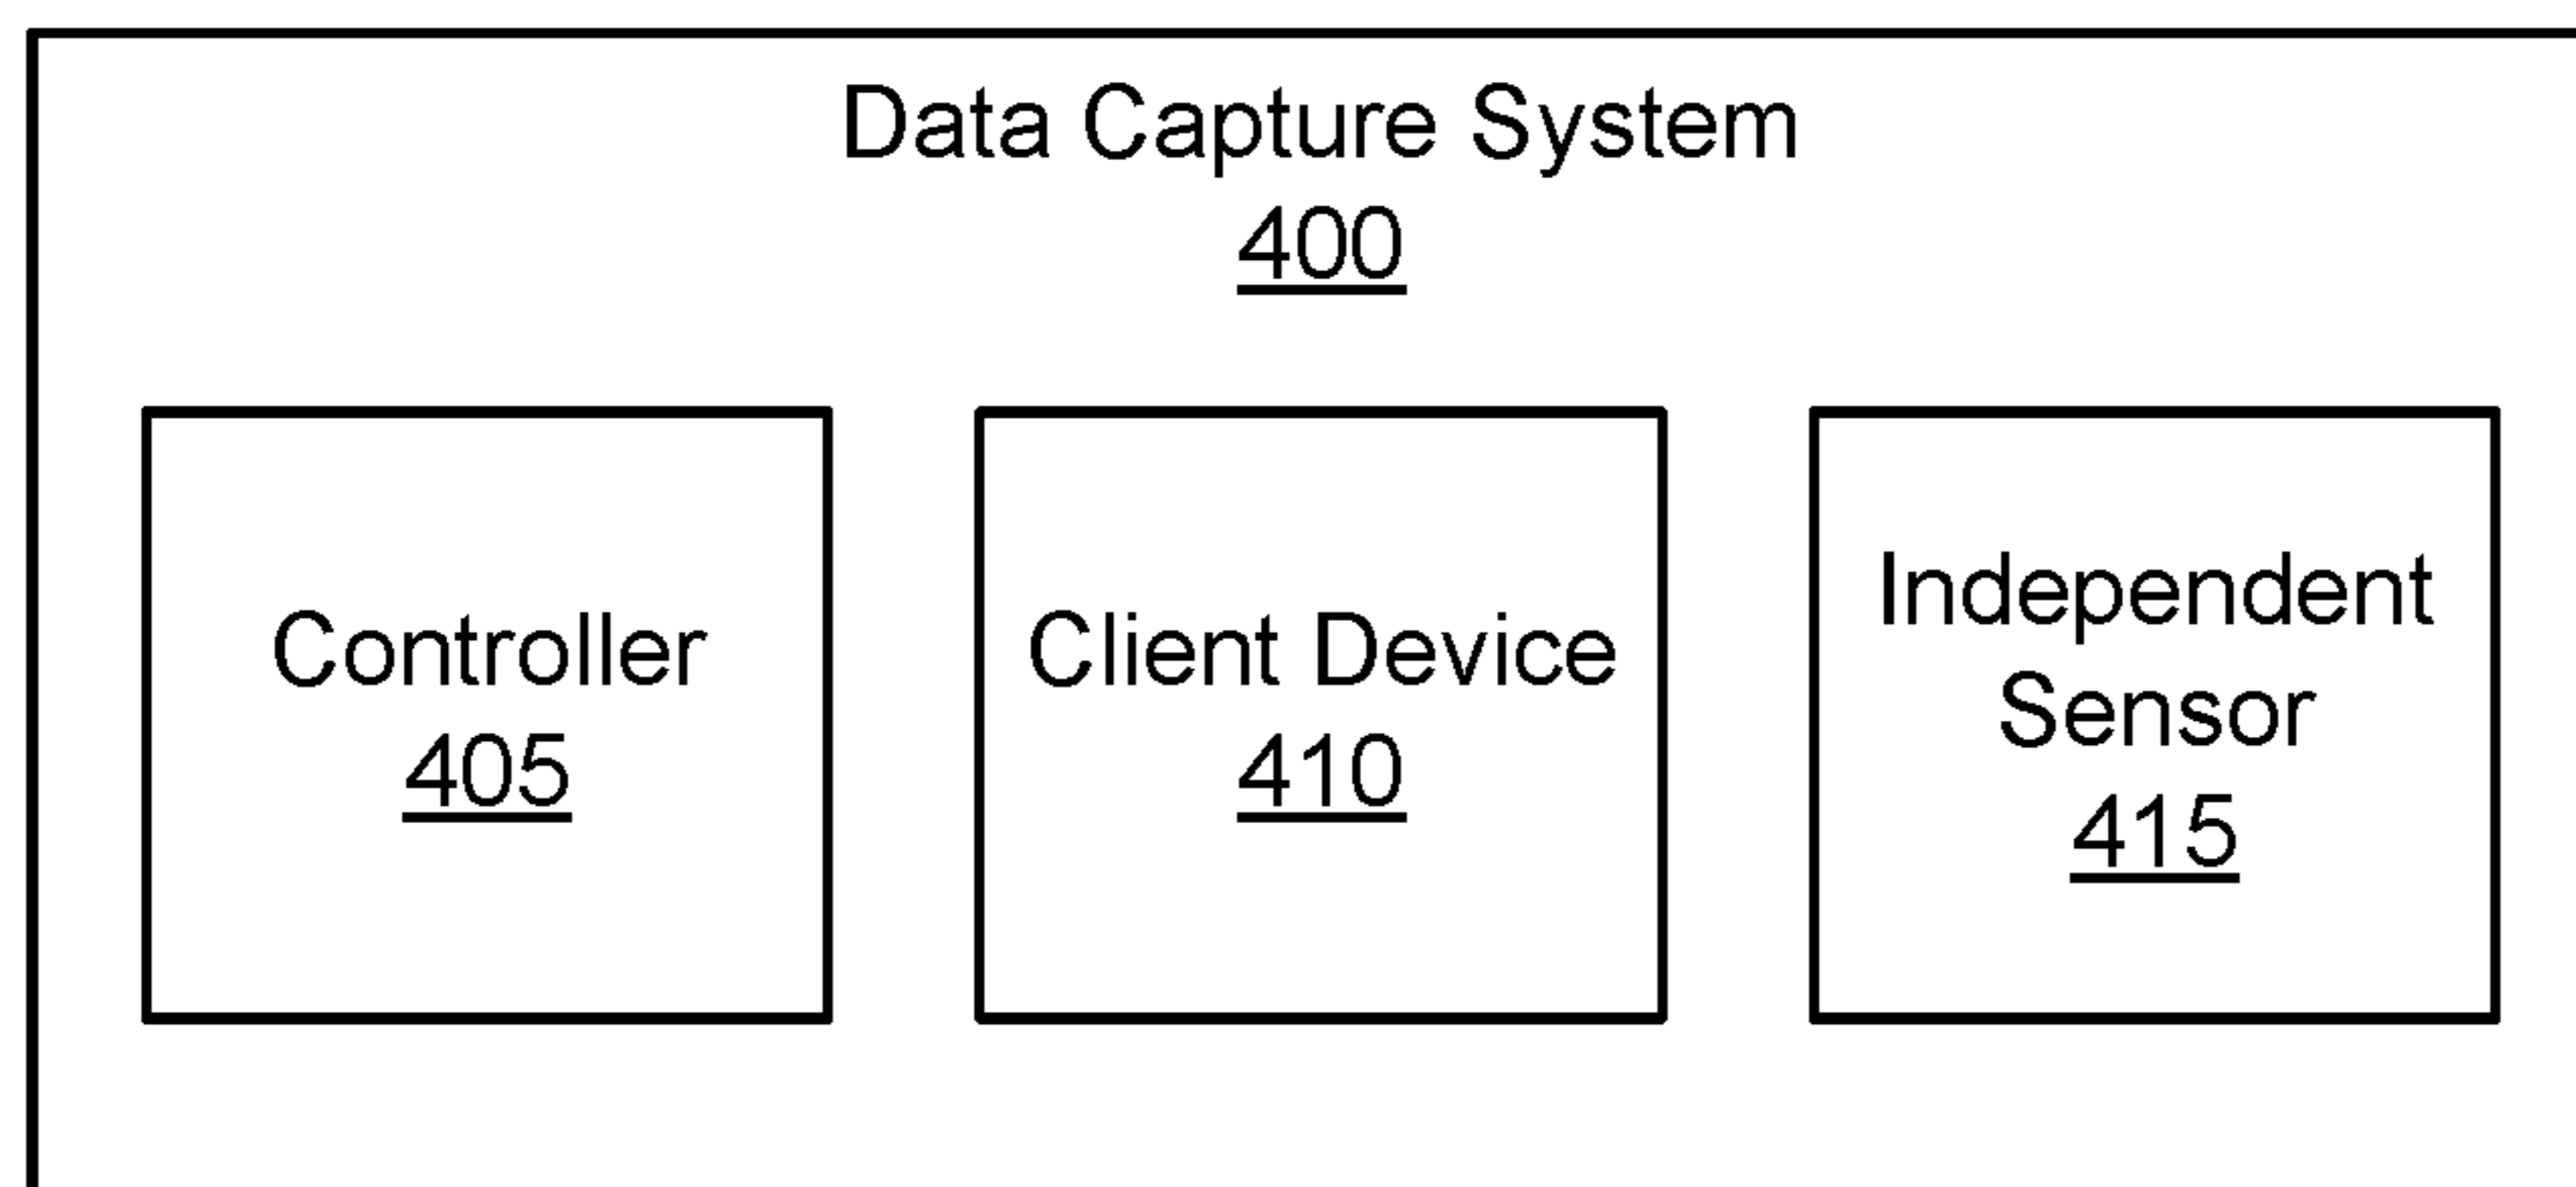 Data Capture System
400
Controller
405
Client Device
410
Independent
Sensor
415